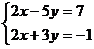 2x−5y = 7
2x+3y = −1